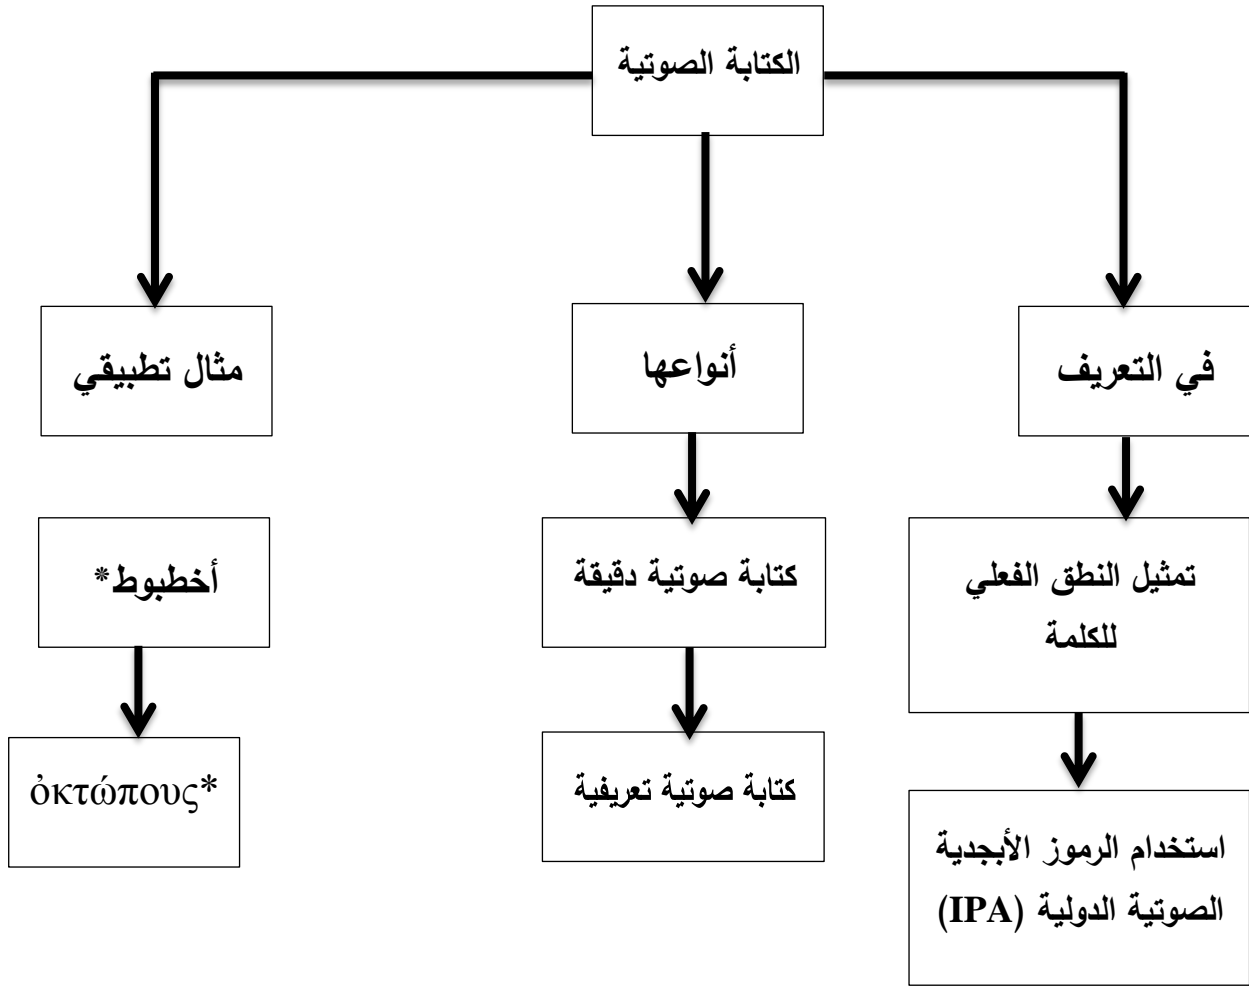 الكتابة الصوتية
في التعريف
أنواعها
مثال تطبيقي
تمثيل النطق الفعلي
للكلمة
كتابة صوتية دقيقة
أخطبوط*
استخدام الرموز الأبجدية
الصوتية الدولية (IPA)
كتابة صوتية تعريفية
ὀκτώπους*